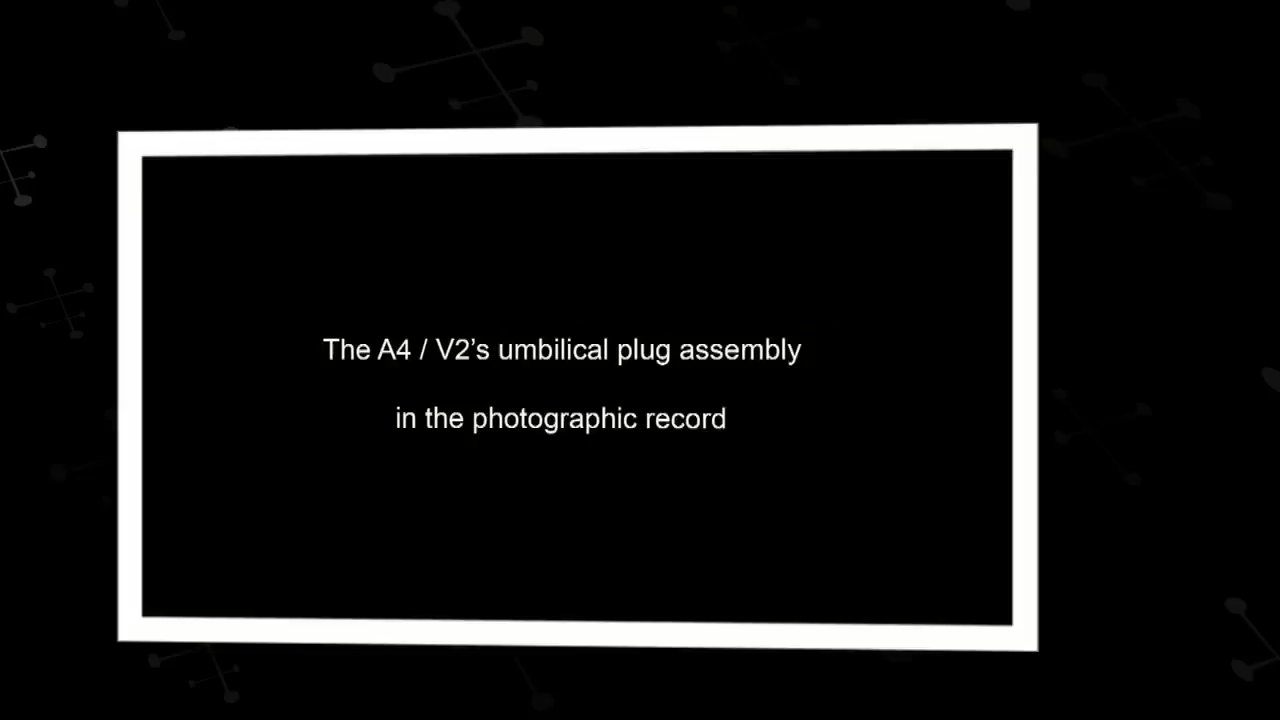 The A4 / V2’s umbilical plug assembly
in the photographic record